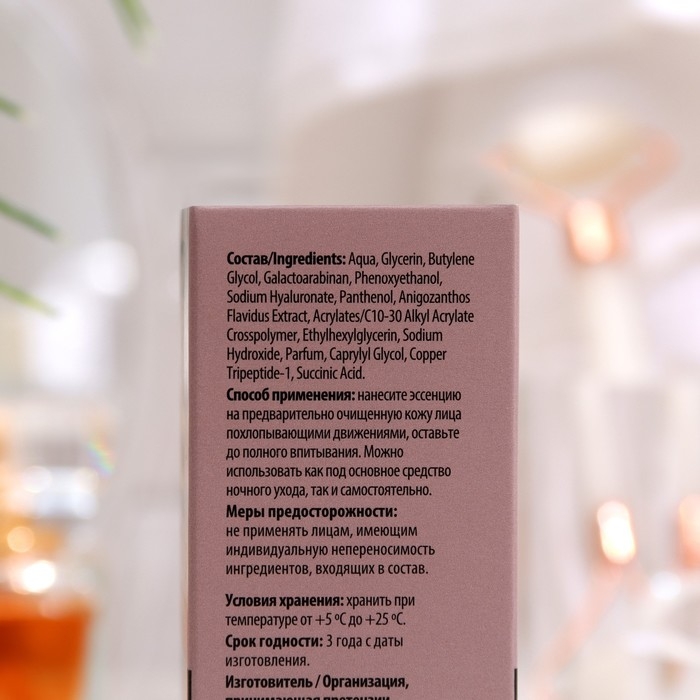 Состав/Ingredients: Aqua, Glycerin, Butylene
Glycol, Galactoarabinan, Phenoxyethanol,
Sodium Hyaluronate, Panthenol, Anigozanthos
Flavidus Extract, Acrylates/C10-30 Alkyl Acrylate
Crosspolymer, Ethylhexylglycerin, Sodium
Hydroxide, Parfum, Caprylyl Glycol, Copper
Tripeptide-1, Succinic Acid.
Способ применения: нанесите эссенцию
на предварительно очищенную кожу лица
похлопывающими движениями, оставьте
до полного впитывания. Можно
использовать как под основное средство
ночного ухода, так и самостоятельно.
Меры предосторожности:
не применять лицам, имеющим
индивидуальную непереносимость
ингредиентов, входящих в состав.
Условия хранения: хранить при
температуре от +5 ºС до +25 ºС.
Срок годности: 3 года с даты
изготовления.
Изготовитель / Организация,
принимающая претензии